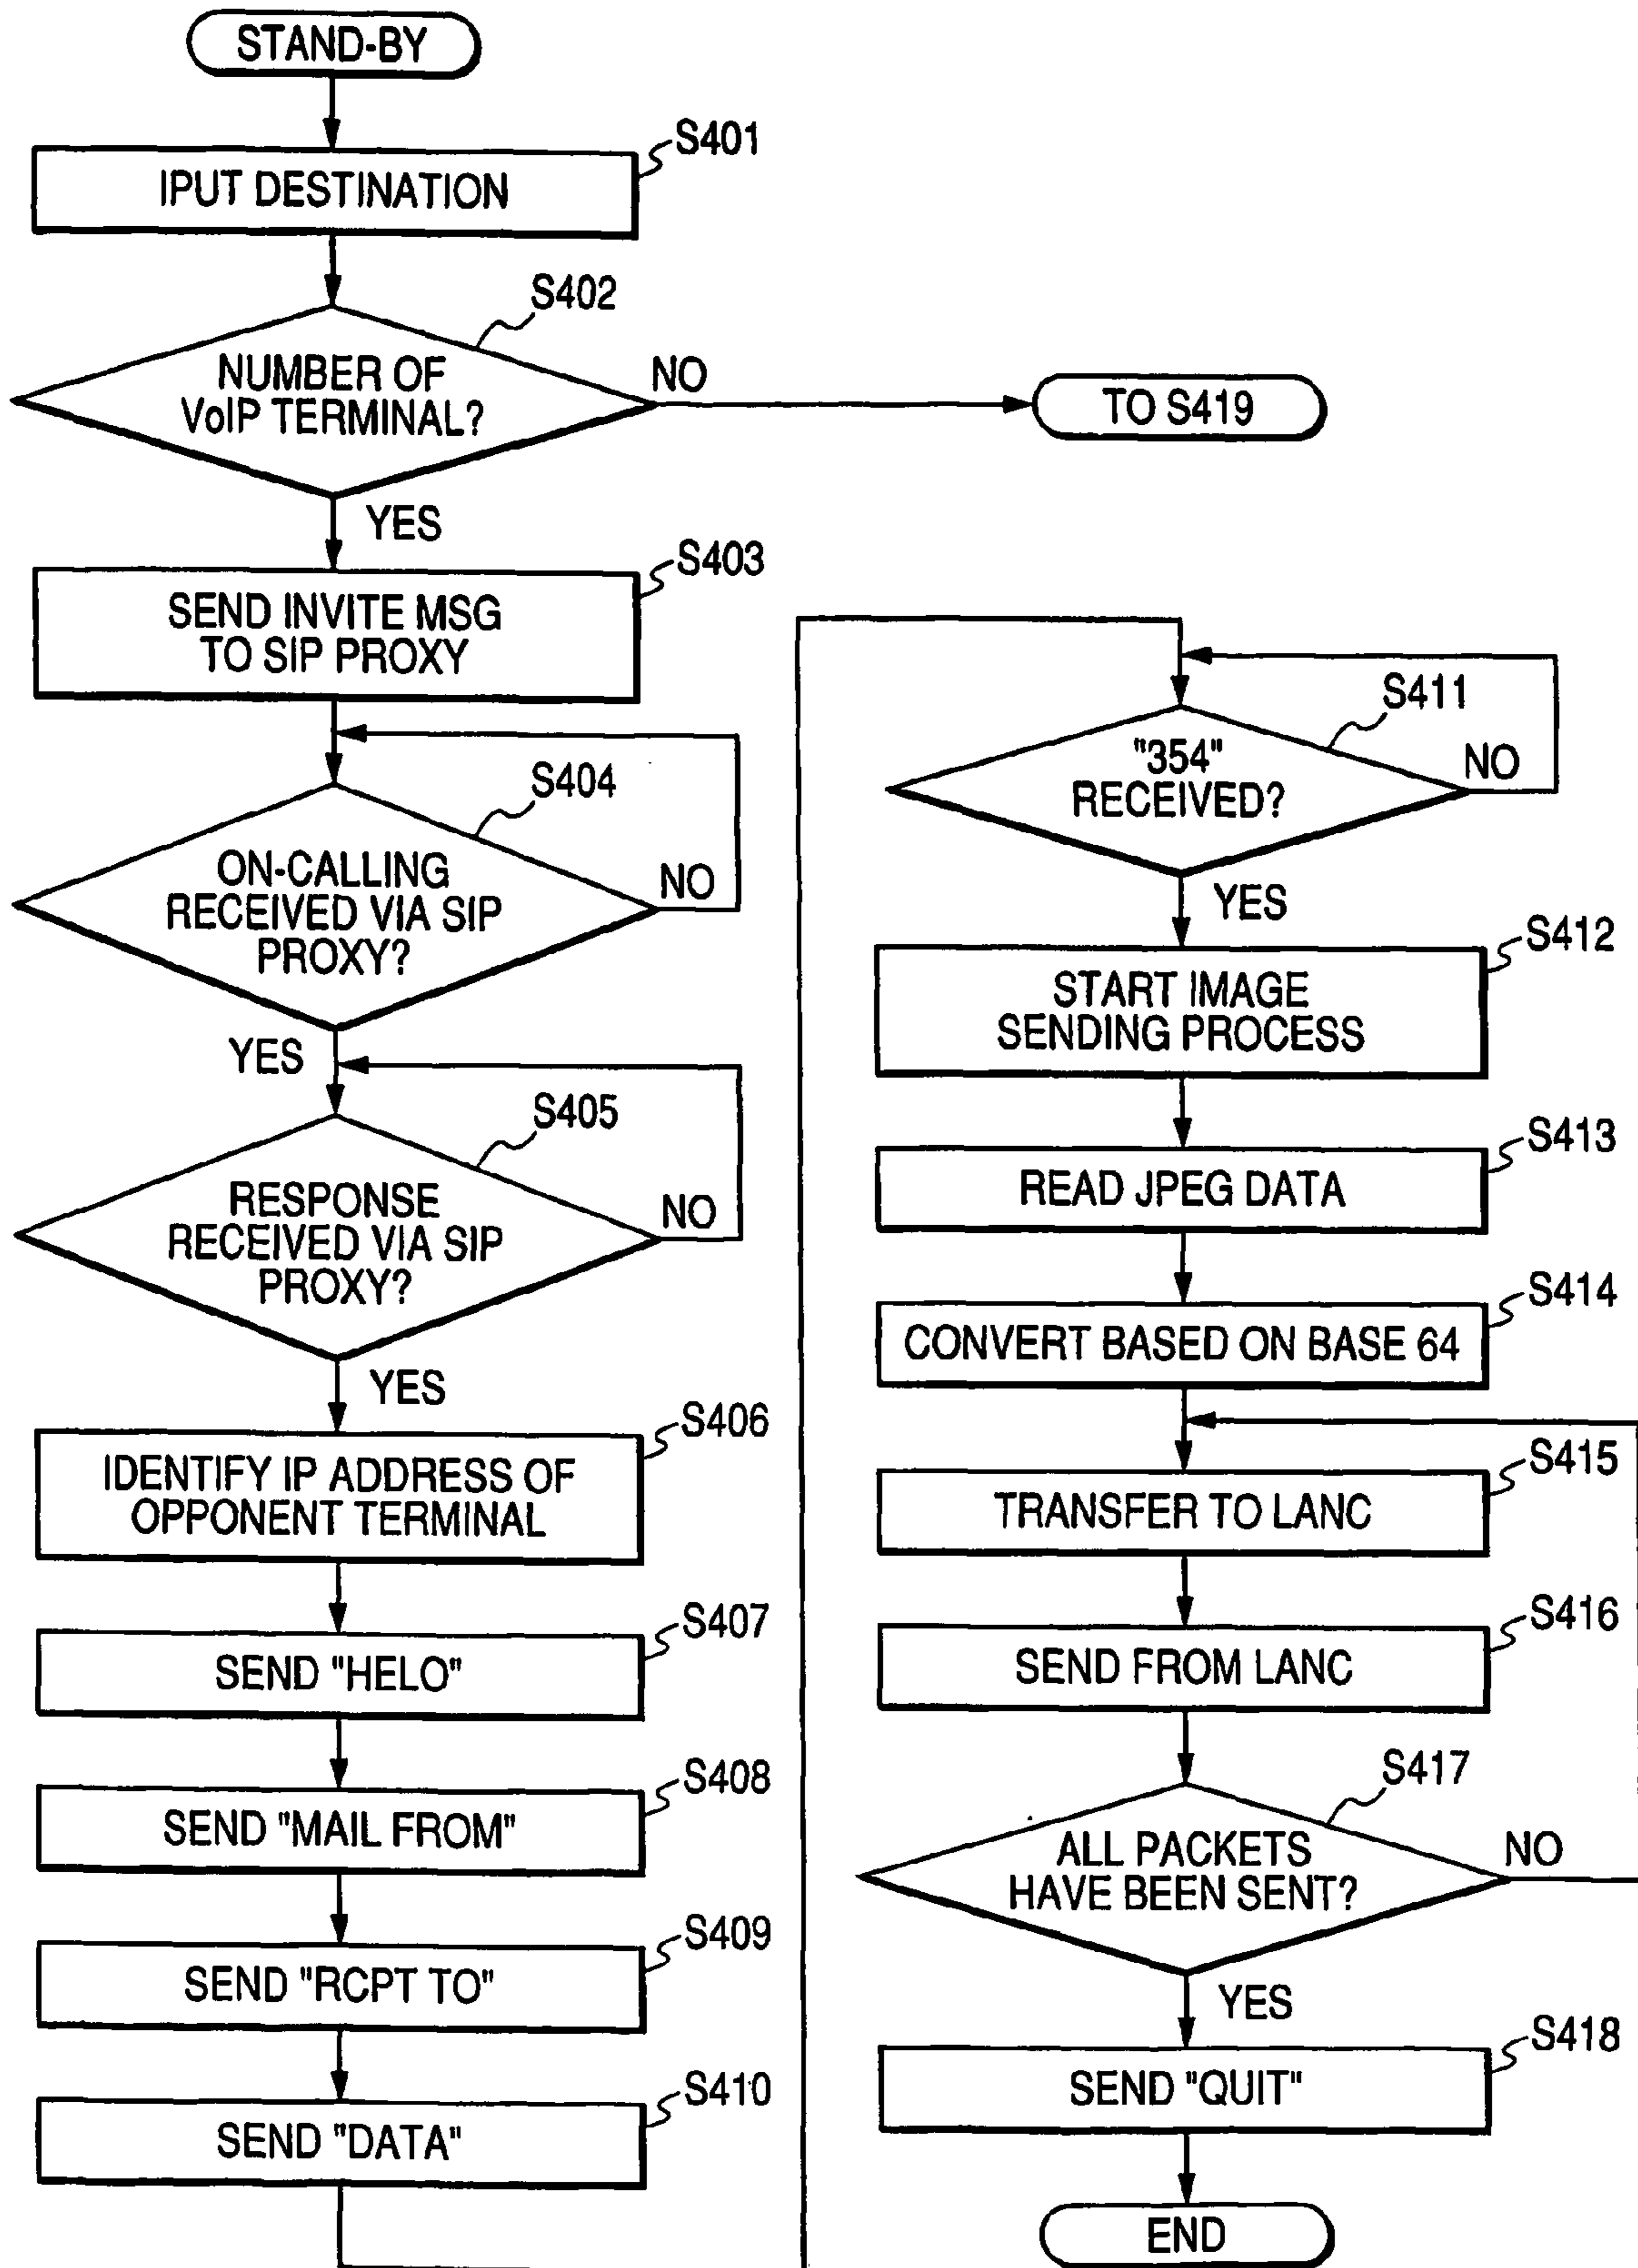 STAND-BY
S401
IPUT DESTINATION
S402
NUMBER OF
VoIP TERMINAL?
NO
TO S419
YES
S403
SEND INVITE MSG
TO SIP PROXY
S404
ON-CALLING
RECEIVED VIA SIP
PROXY?
NO
YES
S405
RESPONSE
RECEIVED VIA SIP
PROXY?
NO
YES
S406
IDENTIFY IP ADDRESS OF
OPPONENT TERMINAL
S407
SEND "HELO"
S408
SEND "MAIL FROM"
S409
SEND "RCPT TO"
S410
SEND "DATA"
S411
"354"
RECEIVED?
NO
YES
S412
START IMAGE
SENDING PROCESS
S413
READ JPEG DATA
S414
CONVERT BASED ON BASE 64
S415
TRANSFER TO LANC
S416
SEND FROM LANC
S417
ALL PACKETS
HAVE BEEN SENT?
NO
YES
S418
SEND "QUIT"
END